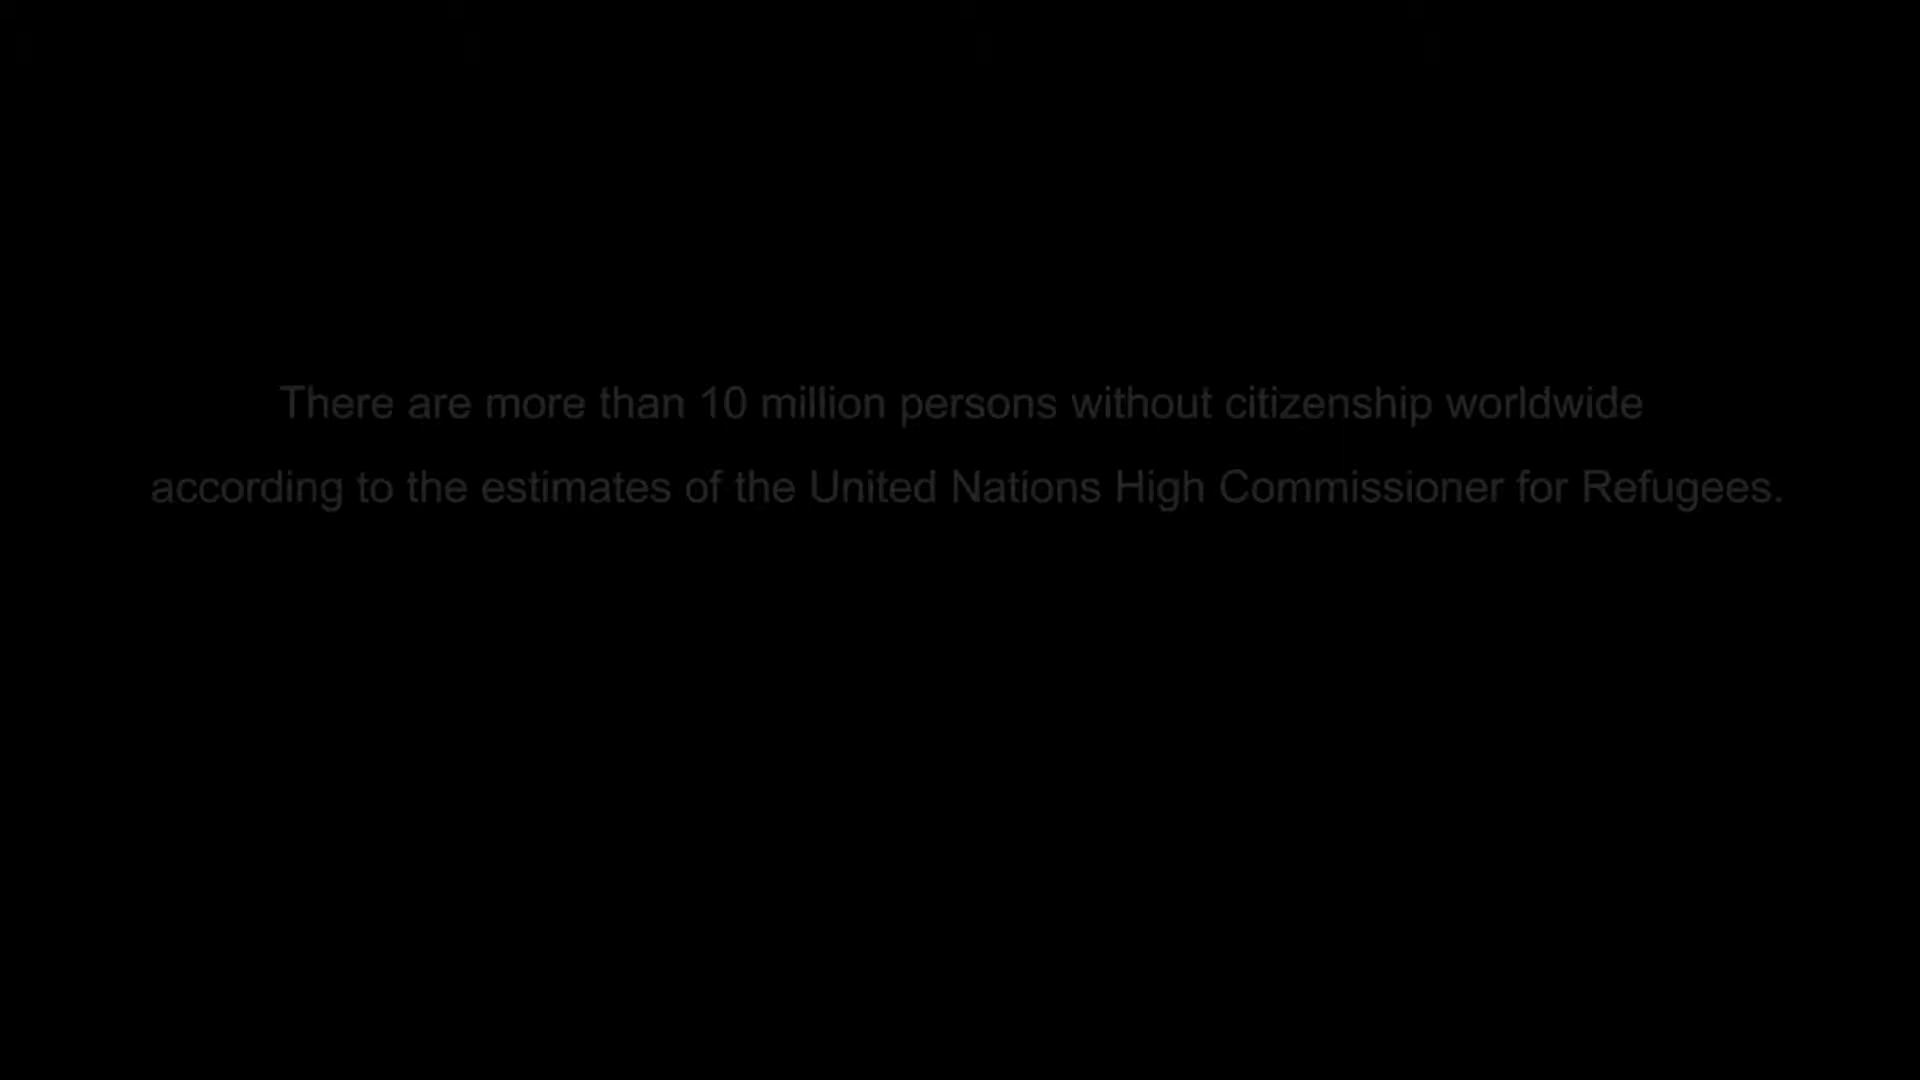 There are more than 10 million persons without citizenship worldwide
according to the estimates of the United Nations High Commissioner for Refugees.